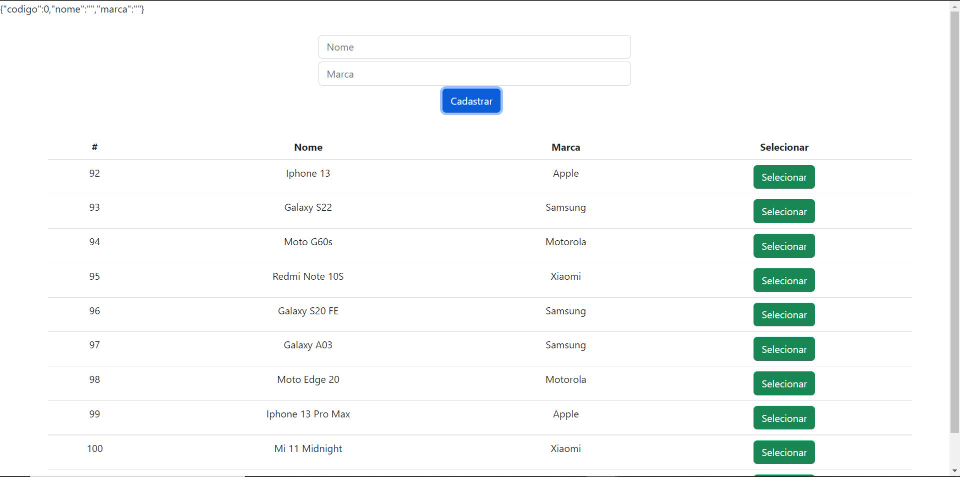 {"codigo":0,"nome":"","marca":""}
Nome
Marca
Cadastrar
# Nome Marca Selecionar
92 Iphone 13 Apple Selecionar
93 Galaxy S22 Samsung Selecionar
94 Moto G60s Motorola Selecionar
95 Redmi Note 10S Xiaomi Selecionar
96 Galaxy S20 FE Samsung Selecionar
97 Galaxy A03 Samsung Selecionar
98 Moto Edge 20 Motorola Selecionar
99 Iphone 13 Pro Max Apple Selecionar
100 Mi 11 Midnight Xiaomi Selecionar